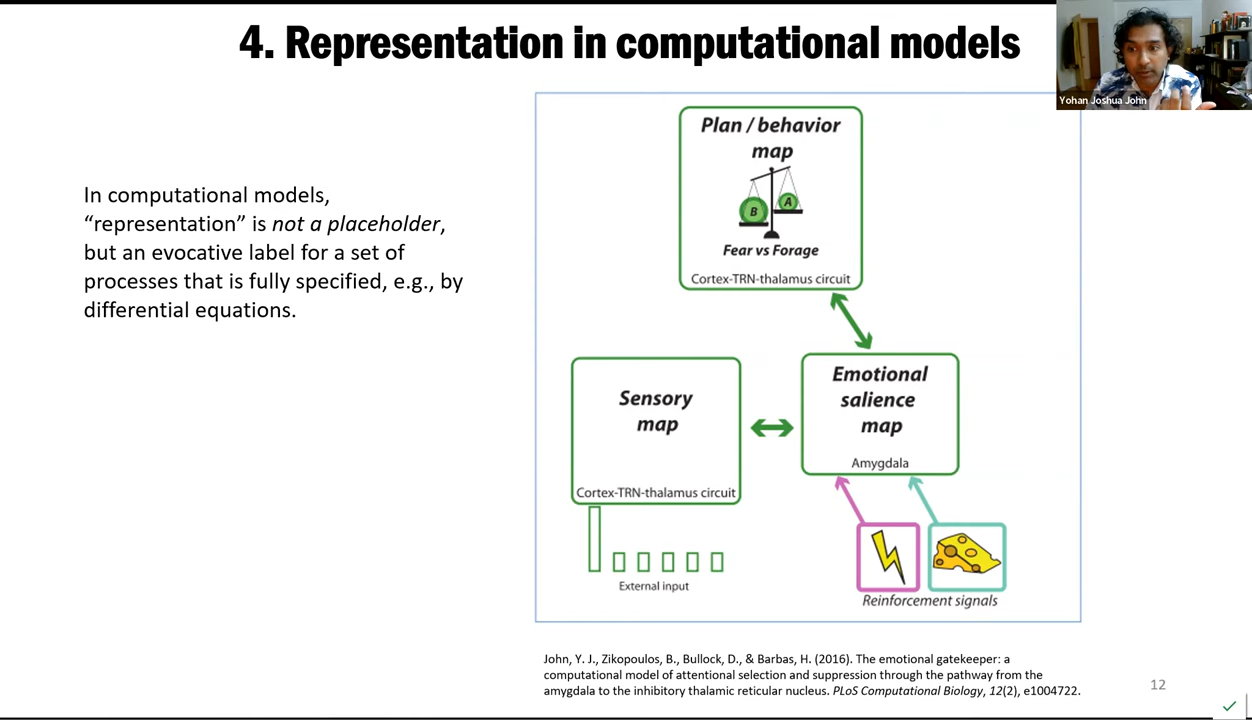 4. Representation in computational models
Yohan Joshua John
In computational models,
“representation” is not a placeholder,
but an evocative label for a set of
processes that is fully specified, e.g., by
differential equations.
Plan / behavior
map
B
A
Fear vs Forage
Cortex-TRN-thalamus circuit
Sensory
map
Cortex-TRN-thalamus circuit
External input
Emotional
salience
map
Amygdala
Reinforcement signals
John, Y. J., Zikopoulos, B., Bullock, D., & Barbas, H. (2016). The emotional gatekeeper: a
computational model of attentional selection and suppression through the pathway from the
amygdala to the inhibitory thalamic reticular nucleus. PLoS Computational Biology, 12(2), e1004722.
12